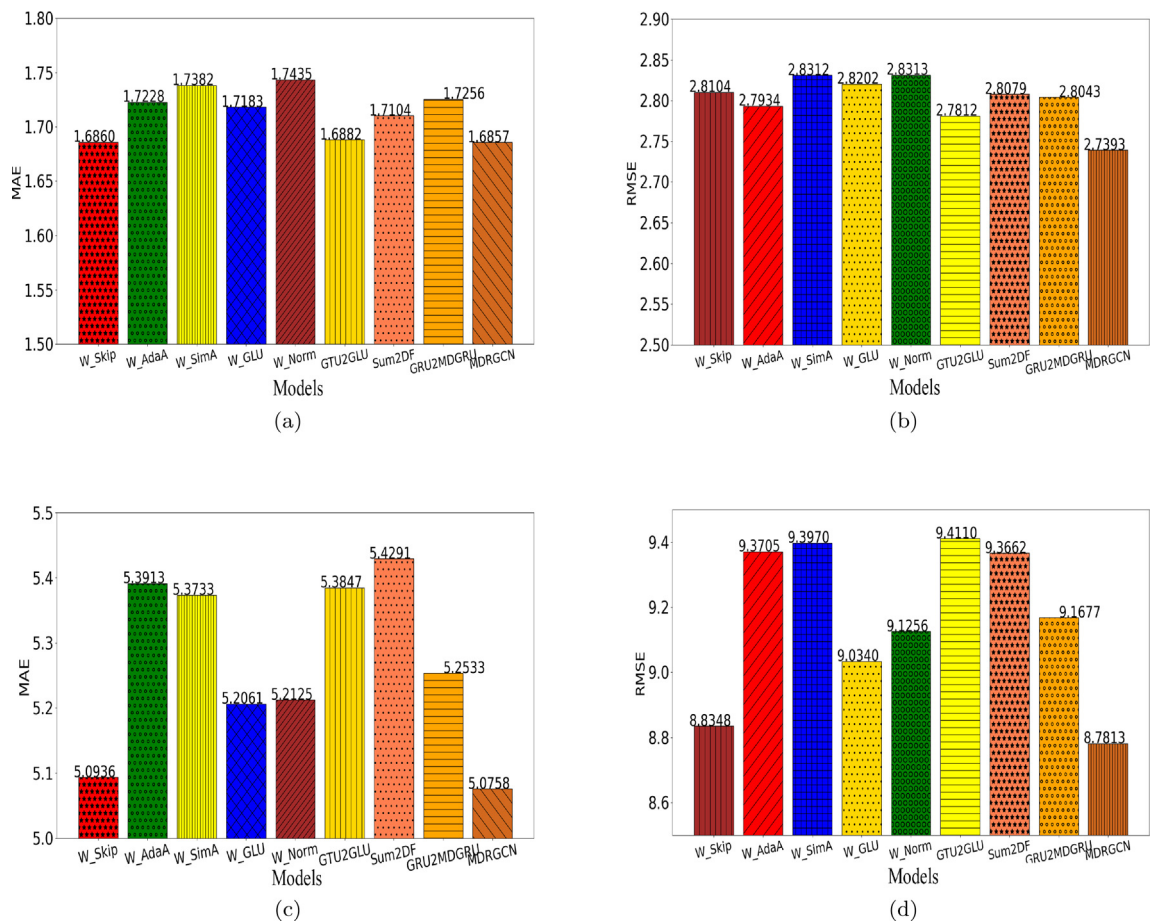 1.80
1.75
1.70
1.65
1.60
1.55
1.50
MAE
1.6860
1.7228
1.7382
1.7183
1.7435
1.6882
1.7104
1.7256
1.6857
W_Skip
W_AdaA
W_SimA
W_GLU
W_Norm
GTU2GLU
Sum2DF
GRU2MDGRU
MDRGCN
Models
(a)
2.90
2.85
2.80
2.75
2.70
2.65
2.60
2.55
2.50
RMSE
2.8104
2.7934
2.8312
2.8202
2.8313
2.7812
2.8079
2.8043
2.7393
W_Skip
W_AdaA
W_SimA
W_GLU
W_Norm
GTU2GLU
Sum2DF
GRU2MDGRU
MDRGCN
Models
(b)
5.5
5.4
5.3
5.2
5.1
5.0
MAE
5.0936
5.3913
5.3733
5.2061
5.2125
5.3847
5.4291
5.2533
5.0758
W_Skip
W_AdaA
W_SimA
W_GLU
W_Norm
GTU2GLU
Sum2DF
GRU2MDGRU
MDRGCN
Models
(c)
9.4
9.2
9.0
8.8
8.6
RMSE
8.8348
9.3705
9.3970
9.0340
9.1256
9.4110
9.3662
9.1677
8.7813
W_Skip
W_AdaA
W_SimA
W_GLU
W_Norm
GTU2GLU
Sum2DF
GRU2MDGRU
MDRGCN
Models
(d)